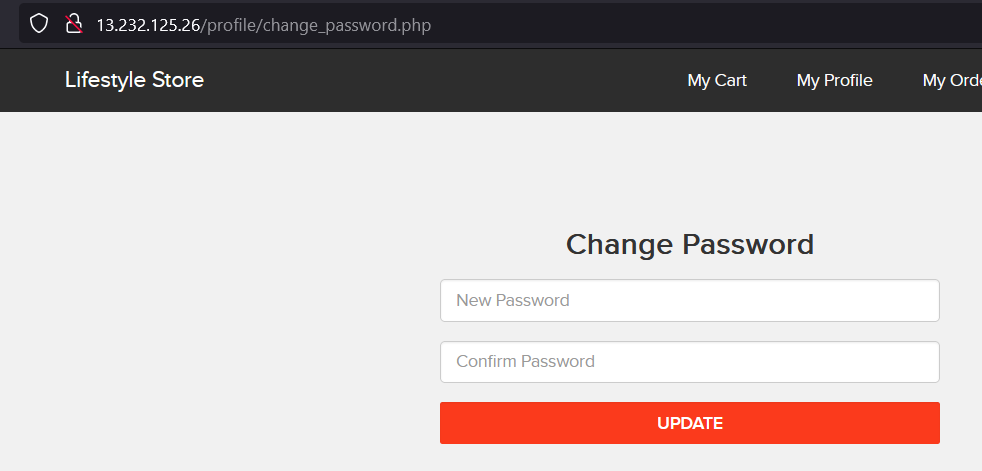 13.232.125.26/profile/change_password.php
Lifestyle Store My Cart My Profile My Orde
Change Password
New Password
Confirm Password
UPDATE